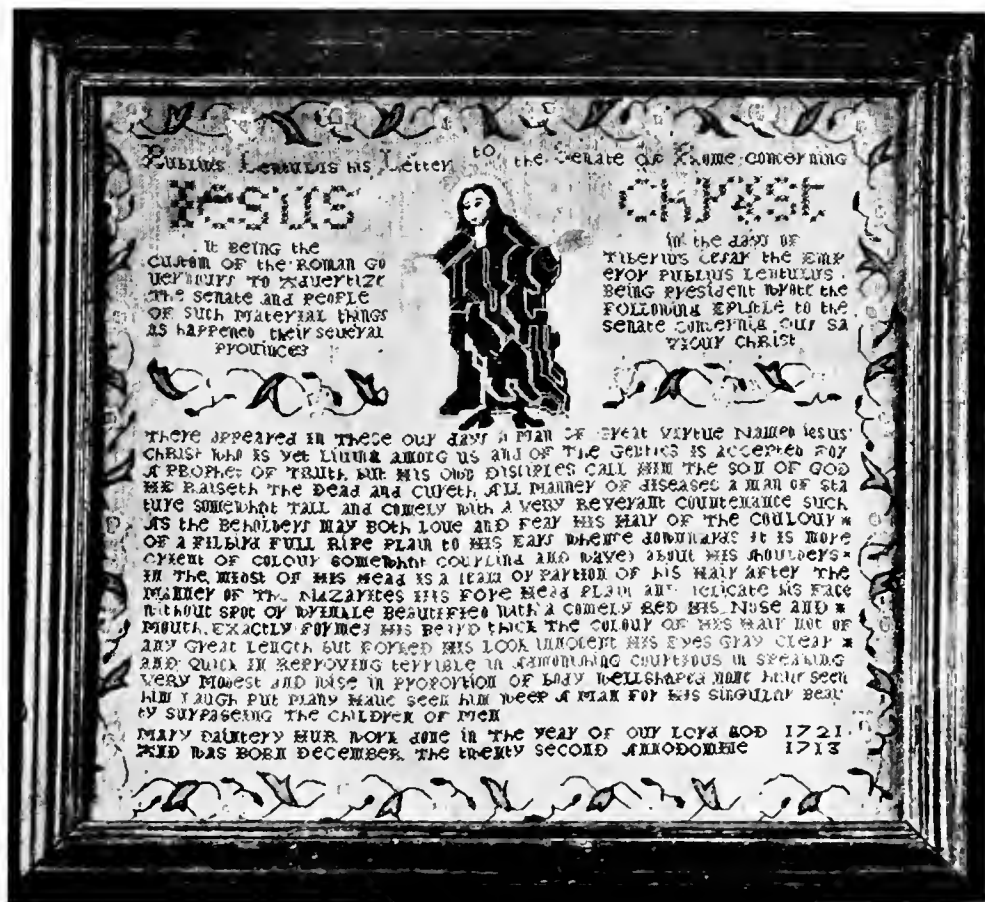 Publius Lentulus his Letter to the Senate of Rhome concerning
Jesus Christ
It Being the
custom of the Roman Go
vernours to Advertize
The senate and people
of such material things
as happened their several
provinces
in the days of
Tiberius Cesar the Emp
eror Publius Lentulus
Being president wrote the
Following Epistle to the
senate concerning our sa
viour Christ
There appeared in these our days a Man of great virtue Named Iesus
Christ who is yet living among us and of the Gentics is accepted for
A prophet of Truth but his own Disciples call Him the son of God
He Raiseth the Dead and cureth All manner of diseases a man of sta
ture somewhat tall and comely with a very Reverant countenance such
As the Beholders may both love and fear His Hair of the coulour *
of a Filbird full Ripe plain to his Ears whence downwards it is more
orient of colour somewhat courling and waves about his shoulders *
in the midst of his Head is a seam or partion of his Hair After the
manner of the Nazarites His Fore Head plain and delicate his Face
without spot or wrinkle Beautified with a comely Red His Nose and *
mouth Exactly formed His Beard thick the colour of his Hair not of
any great Length but forked His Look innocent His Eyes gray clear *
and quick in Reproving terrible in Admonishing courtious in speaking
very modest and wise in proportion of body wellshaped none have seen
him Laugh But many Have seen him weep A man for his singular Beau
ty surpaseing the children of Men
Mary Daintery Hur work done in the year of our Lord God 1721
And was born December the twenty second Annodomine 1713